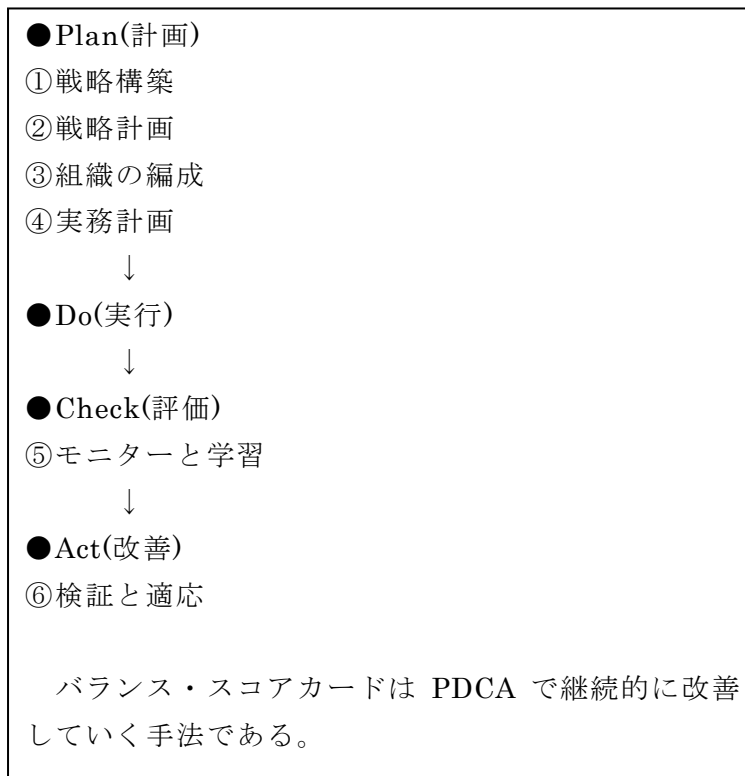 ●Plan(計画)
①戦略構築
②戦略計画
③組織の編成
④実務計画
↓
●Do(実行)
↓
●Check(評価)
⑤モニターと学習
↓
●Act(改善)
⑥検証と適応
バランス・スコアカードは PDCA で継続的に改善
していく手法である。